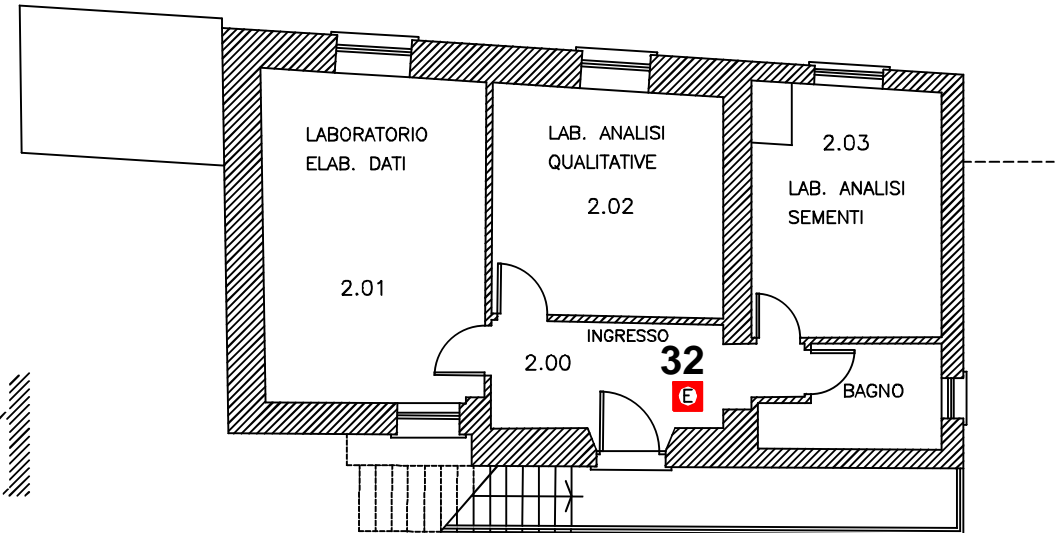 LABORATORIO
ELAB. DATI
2.01
LAB. ANALISI
QUALITATIVE
2.02
2.03
LAB. ANALISI
SEMENTI
INGRESSO
2.00
32
E
BAGNO